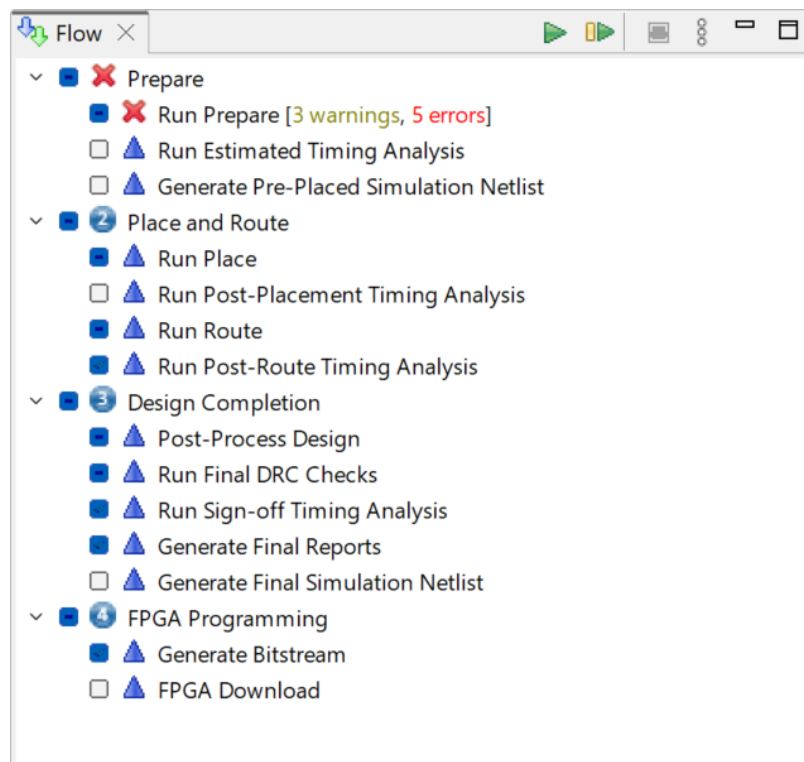 Flow
Prepare
Run Prepare [3 warnings, 5 errors]
Run Estimated Timing Analysis
Generate Pre-Placed Simulation Netlist
2 Place and Route
Run Place
Run Post-Placement Timing Analysis
Run Route
Run Post-Route Timing Analysis
3 Design Completion
Post-Process Design
Run Final DRC Checks
Run Sign-off Timing Analysis
Generate Final Reports
Generate Final Simulation Netlist
4 FPGA Programming
Generate Bitstream
FPGA Download